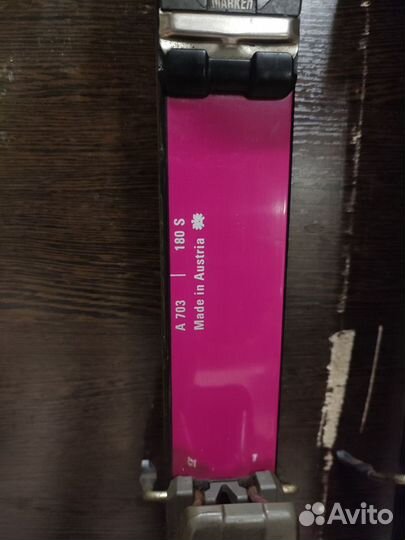 MARKER
A 703 | 180 S
Made in Austria
Avito